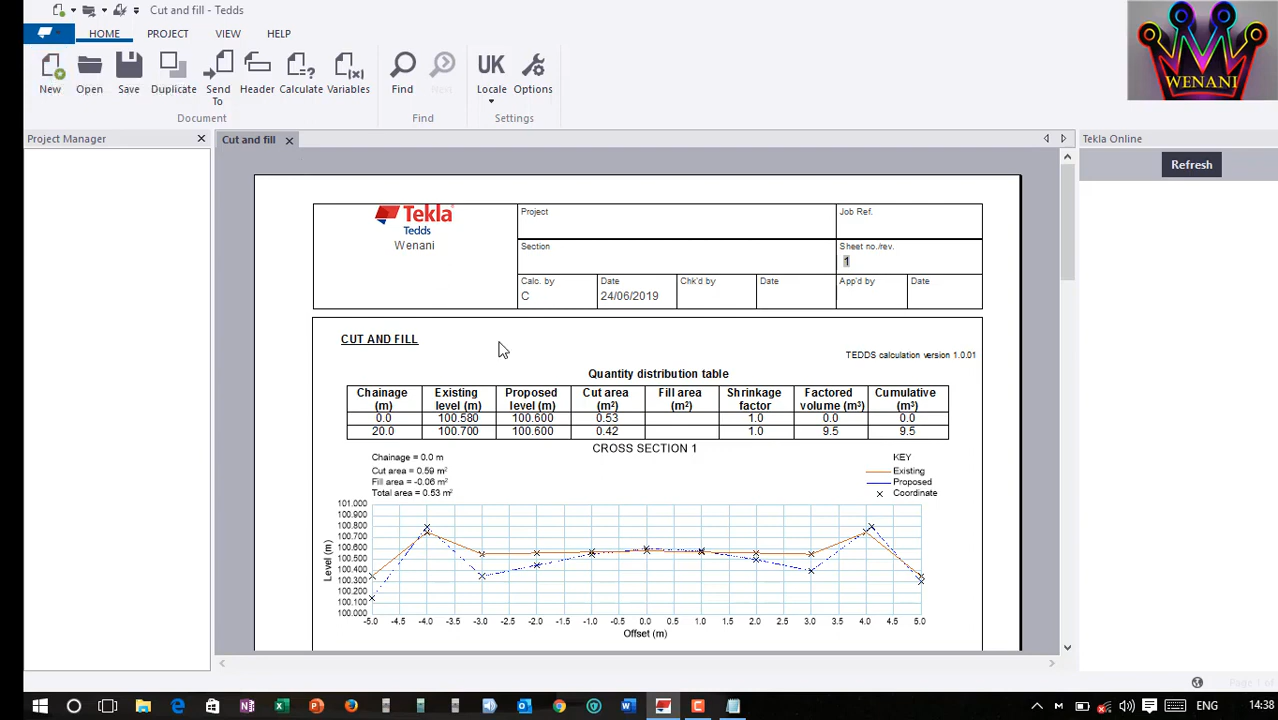 Cut and fill - Tedds
WENANI
HOME PROJECT VIEW HELP
New Open Save Duplicate Send To Header Calculate Variables Find Next UK Locale Options
Document Find Settings
Project Manager
Cut and fill
Tekla Online
Refresh
Tekla
Tedds
Wenani
Project
Job Ref.
Section
Sheet no./rev.
1
Calc. by Date Chk'd by Date App'd by Date
C 24/06/2019
CUT AND FILL
TEDDS calculation version 1.0.01
Quantity distribution table
Chainage (m) Existing level (m) Proposed level (m) Cut area (m²) Fill area (m²) Shrinkage factor Factored volume (m³) Cumulative (m³)
0.0 100.580 100.600 0.53 1.0 0.0 0.0
20.0 100.700 100.600 0.42 1.0 9.5 9.5
CROSS SECTION 1
Chainage = 0.0 m
Cut area = 0.59 m²
Fill area = -0.06 m²
Total area = 0.53 m²
KEY
Existing
Proposed
Coordinate
101.000
100.900
100.800
100.700
100.600
100.500
100.400
100.300
100.200
100.100
100.000
Level (m)
-5.0 -4.5 -4.0 -3.5 -3.0 -2.5 -2.0 -1.5 -1.0 -0.5 0.0 0.5 1.0 1.5 2.0 2.5 3.0 3.5 4.0 4.5 5.0
Offset (m)
Page 1 of
ENG 14:38